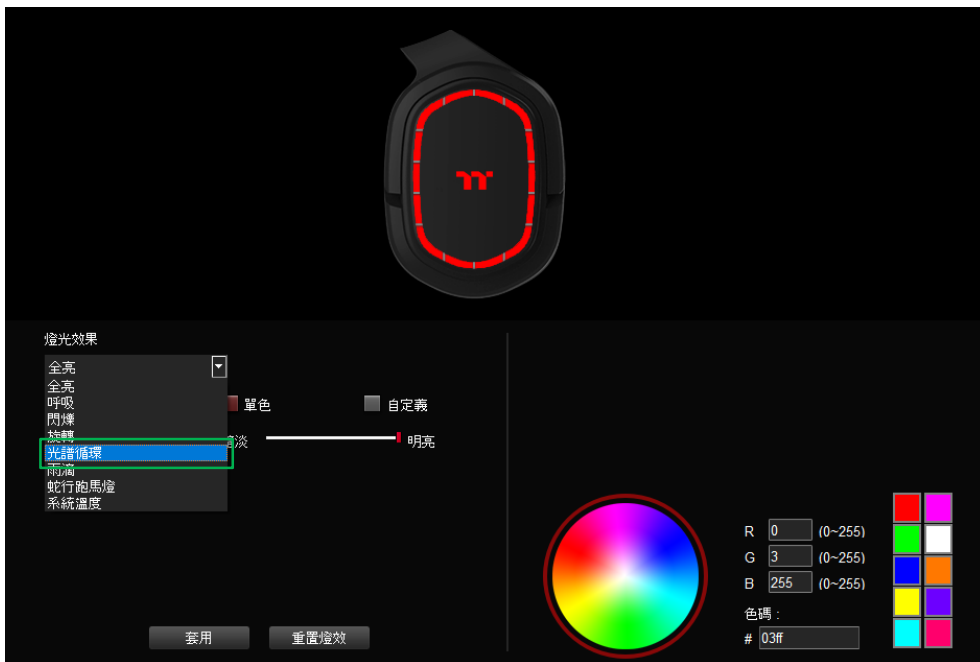 燈光效果
全亮
全亮
呼吸
閃爍
旋轉
光譜循環
雨滴
蛇行跑馬燈
系統溫度
單色
自定義
淡
明亮
套用
重置燈效
R 0 (0~255)
G 3 (0~255)
B 255 (0~255)
色碼 :
# 03ff